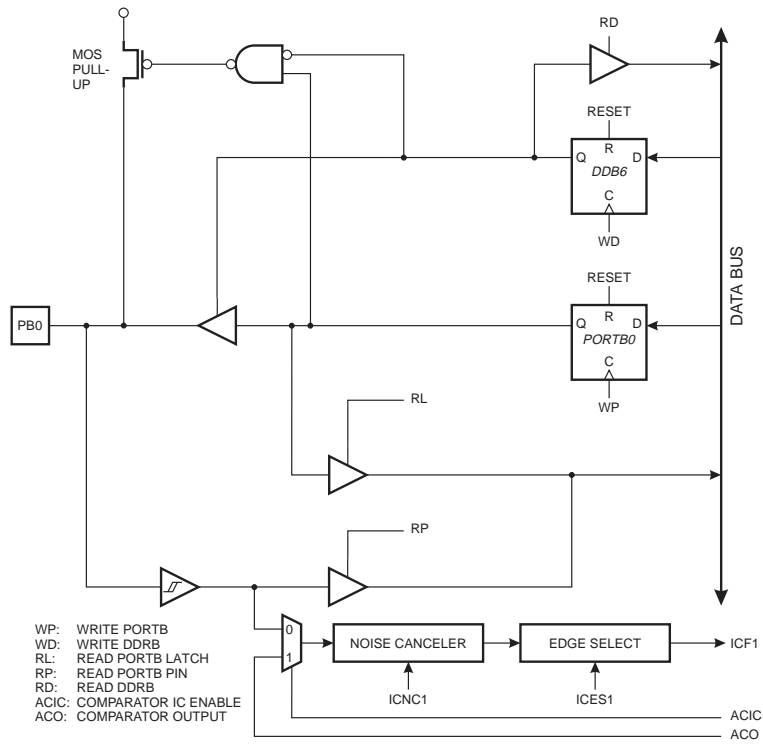 RD
MOS
PULL-
UP
RESET
R
Q
D
DDB6
C
WD
RESET
R
PB0
Q
D
PORTB0
C
WP
DATA BUS
RL
RP
WP: WRITE PORTB
WD: WRITE DDRB
RL: READ PORTB LATCH
RP: READ PORTB PIN
RD: READ DDRB
ACIC: COMPARATOR IC ENABLE
ACO: COMPARATOR OUTPUT
0
1
NOISE CANCELER
EDGE SELECT
ICF1
ICNC1
ICES1
ACIC
ACO